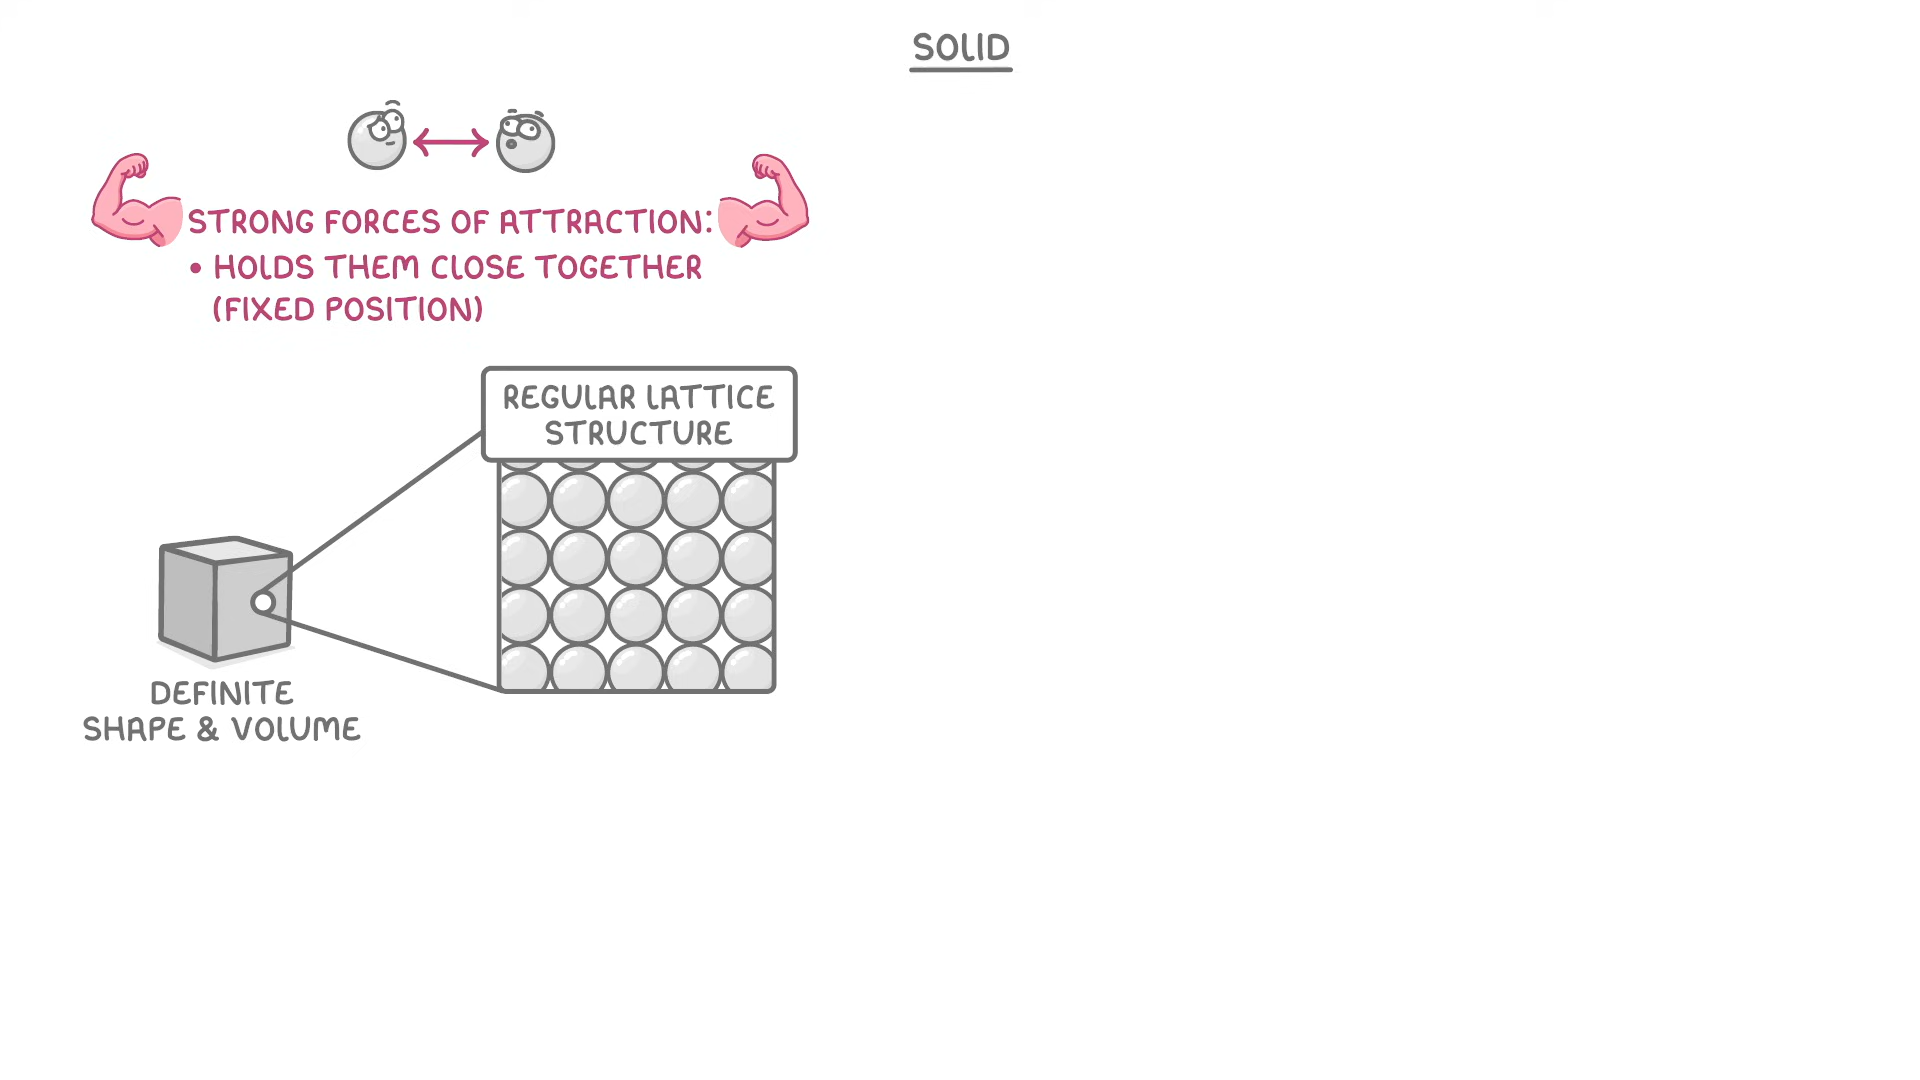 SOLID
STRONG FORCES OF ATTRACTION:
• HOLDS THEM CLOSE TOGETHER
(FIXED POSITION)
REGULAR LATTICE
STRUCTURE
DEFINITE
SHAPE & VOLUME